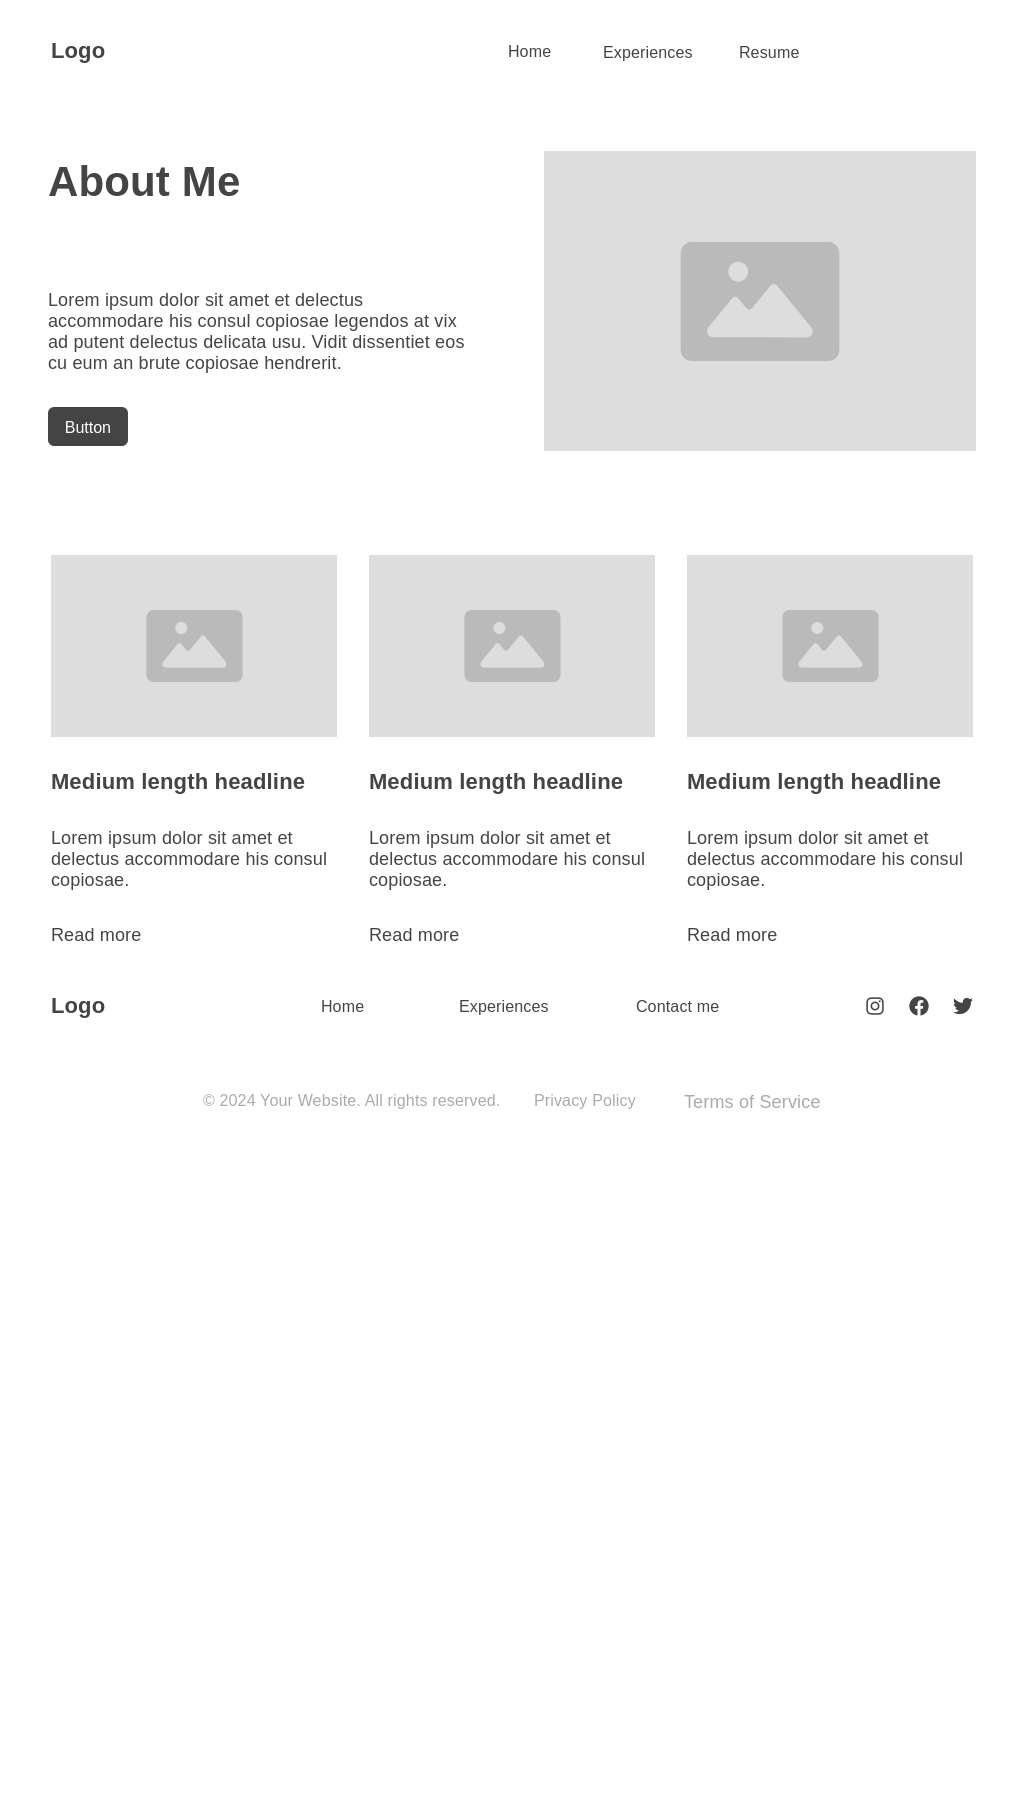 Logo
Home Experiences Resume
About Me
Lorem ipsum dolor sit amet et delectus
accommodare his consul copiosae legendos at vix
ad putent delectus delicata usu. Vidit dissentiet eos
cu eum an brute copiosae hendrerit.
Button
Medium length headline
Lorem ipsum dolor sit amet et
delectus accommodare his consul
copiosae.
Read more
Medium length headline
Lorem ipsum dolor sit amet et
delectus accommodare his consul
copiosae.
Read more
Medium length headline
Lorem ipsum dolor sit amet et
delectus accommodare his consul
copiosae.
Read more
Logo
Home Experiences Contact me
© 2024 Your Website. All rights reserved. Privacy Policy Terms of Service